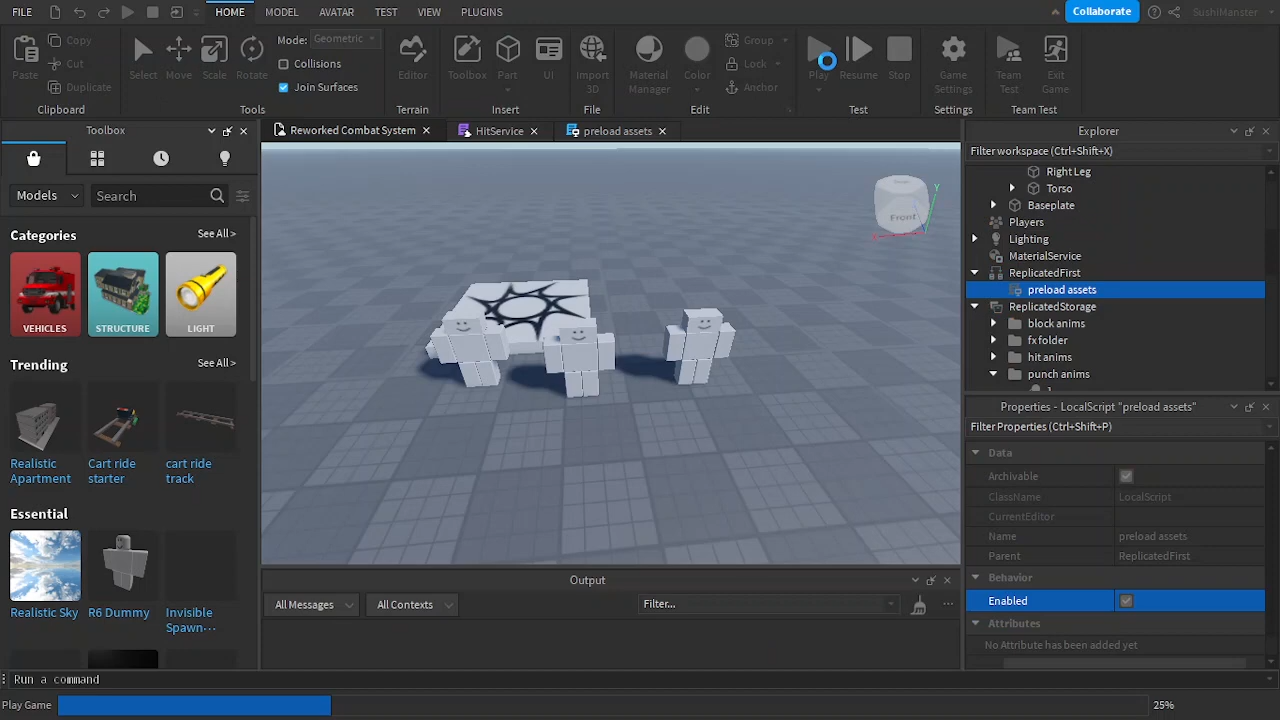 FILE HOME MODEL AVATAR TEST VIEW PLUGINS Collaborate SushiManster
Paste Copy Cut Duplicate Clipboard
Select Move Scale Rotate Mode: Geometric Collisions Join Surfaces Tools
Editor Terrain
Toolbox Part UI Insert
Import 3D File
Material Manager Color Group Lock Anchor Edit
Play Resume Stop Test
Game Settings Settings
Team Test Exit Game Team Test
Toolbox
Models Search
Categories See All >
VEHICLES STRUCTURE LIGHT
Trending See All >
Realistic Apartment
Cart ride starter
cart ride track
Essential
Realistic Sky
R6 Dummy
Invisible Spawn...
Reworked Combat System HitService preload assets
Front
Output
All Messages All Contexts Filter...
Explorer
Filter workspace (Ctrl+Shift+X)
Right Leg
Torso
Baseplate
Players
Lighting
MaterialService
ReplicatedFirst
preload assets
ReplicatedStorage
block anims
fx folder
hit anims
punch anims
Properties - LocalScript "preload assets"
Filter Properties (Ctrl+Shift+P)
Data
Archivable
ClassName LocalScript
CurrentEditor
Name preload assets
Parent ReplicatedFirst
Behavior
Enabled
Attributes
No Attribute has been added yet
Run a command
Play Game 25%